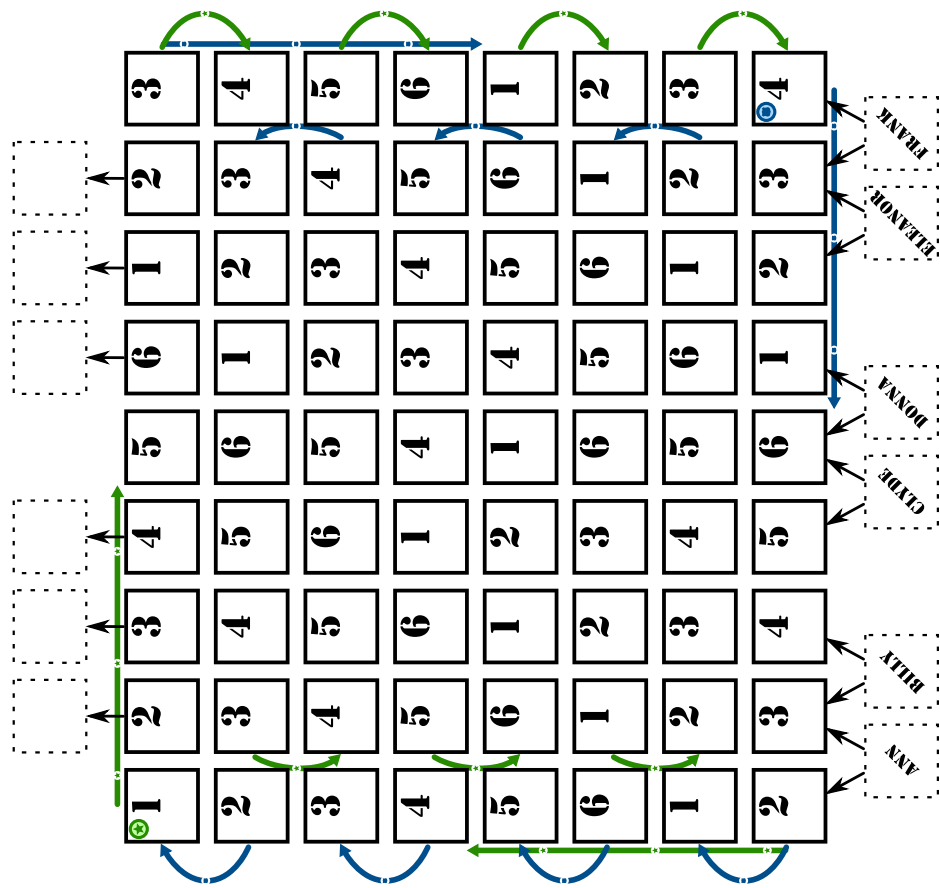 1 2 3 4 5 6 1 2 3
2 3 4 5 6 1 2 3 4
3 4 5 6 5 2 3 4 5
4 5 6 1 4 3 4 5 6
5 6 1 2 1 4 5 6 1
6 1 2 3 6 5 6 1 2
1 2 3 4 5 6 1 2 3
2 3 4 5 6 1 2 3 4
ANN
BILLY
CLYDE
DONNA
ELEANOR
FRANK